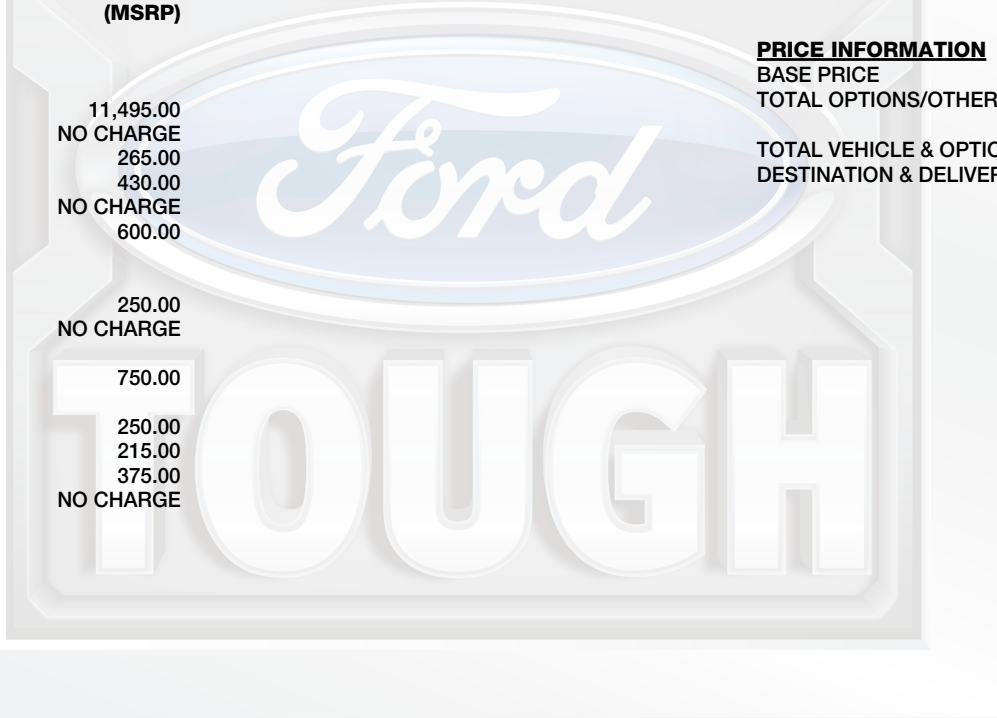 (MSRP)
11,495.00
NO CHARGE
265.00
430.00
NO CHARGE
600.00
250.00
NO CHARGE
750.00
250.00
215.00
375.00
NO CHARGE
PRICE INFORMATION
BASE PRICE
TOTAL OPTIONS/OTHER
TOTAL VEHICLE & OPTIO
DESTINATION & DELIVER
Ford
TOUGH